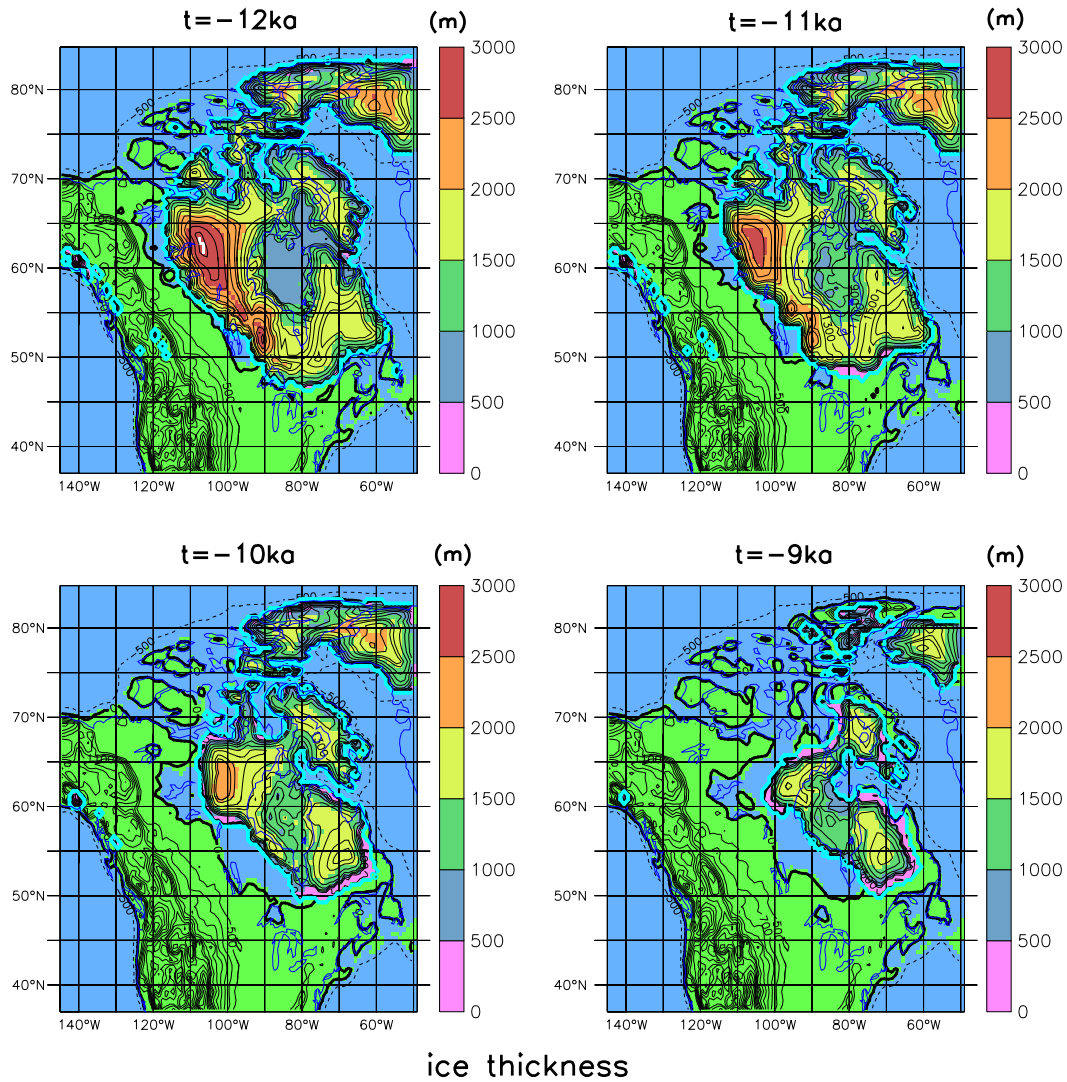 t=−12ka (m) t=−11ka (m)
3000 3000
80°N 80°N
2500 2500
70°N 70°N
2000 2000
60°N 60°N
1500 1500
1000 1000
50°N 50°N
500 500
40°N 40°N
0 0
140°W 120°W 100°W 80°W 60°W 140°W 120°W 100°W 80°W 60°W
t=−10ka (m) t=−9ka (m)
3000 3000
80°N 80°N
2500 2500
70°N 70°N
2000 2000
60°N 60°N
1500 1500
1000 1000
50°N 50°N
500 500
40°N 40°N
0 0
140°W 120°W 100°W 80°W 60°W 140°W 120°W 100°W 80°W 60°W
ice thickness